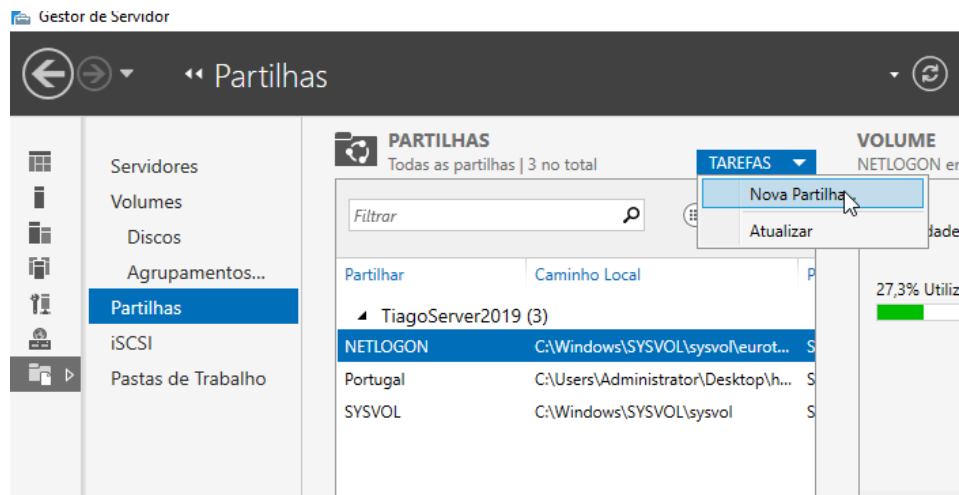 Gestor de Servidor
Partilhas
Servidores
Volumes
Discos
Agrupamentos...
Partilhas
iSCSI
Pastas de Trabalho
PARTILHAS
Todas as partilhas | 3 no total
TAREFAS
Nova Partilha...
Atualizar
Filtrar
Partilhar Caminho Local P
TiagoServer2019 (3)
NETLOGON C:\Windows\SYSVOL\sysvol\eurot... S
Portugal C:\Users\Administrator\Desktop\h... S
SYSVOL C:\Windows\SYSVOL\sysvol S
VOLUME
NETLOGON e
dade
27,3% Utiliz